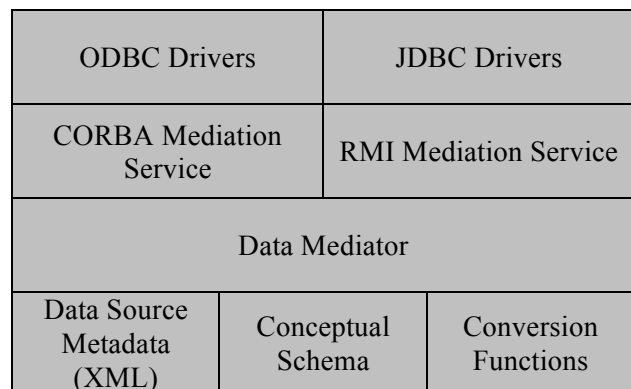 ODBC Drivers
JDBC Drivers
CORBA Mediation
Service
RMI Mediation Service
Data Mediator
Data Source
Metadata
(XML)
Conceptual
Schema
Conversion
Functions